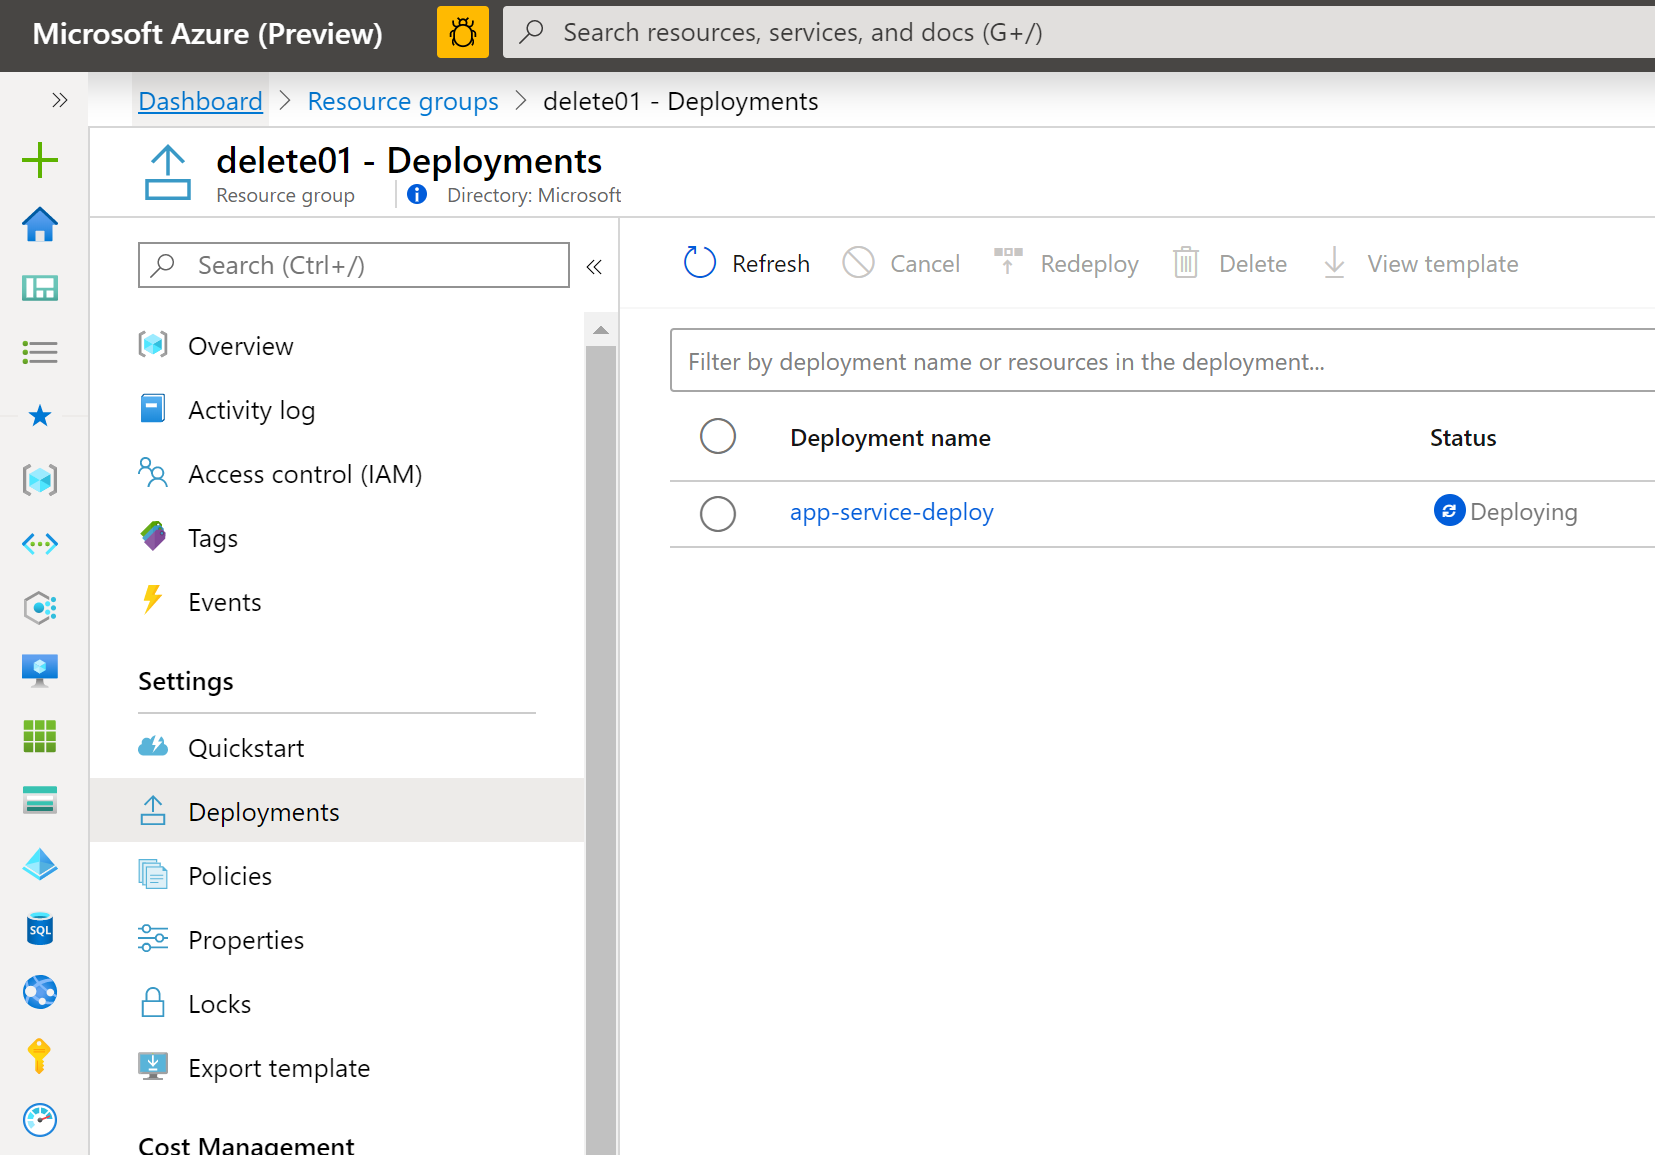 Microsoft Azure (Preview)
Search resources, services, and docs (G+/)
Dashboard > Resource groups > delete01 - Deployments
delete01 - Deployments
Resource group
Directory: Microsoft
Search (Ctrl+/)
Refresh
Cancel
Redeploy
Delete
View template
Overview
Activity log
Access control (IAM)
Tags
Events
Settings
Quickstart
Deployments
Policies
Properties
Locks
Export template
Cost Management
Filter by deployment name or resources in the deployment...
Deployment name
Status
app-service-deploy
Deploying
SQL